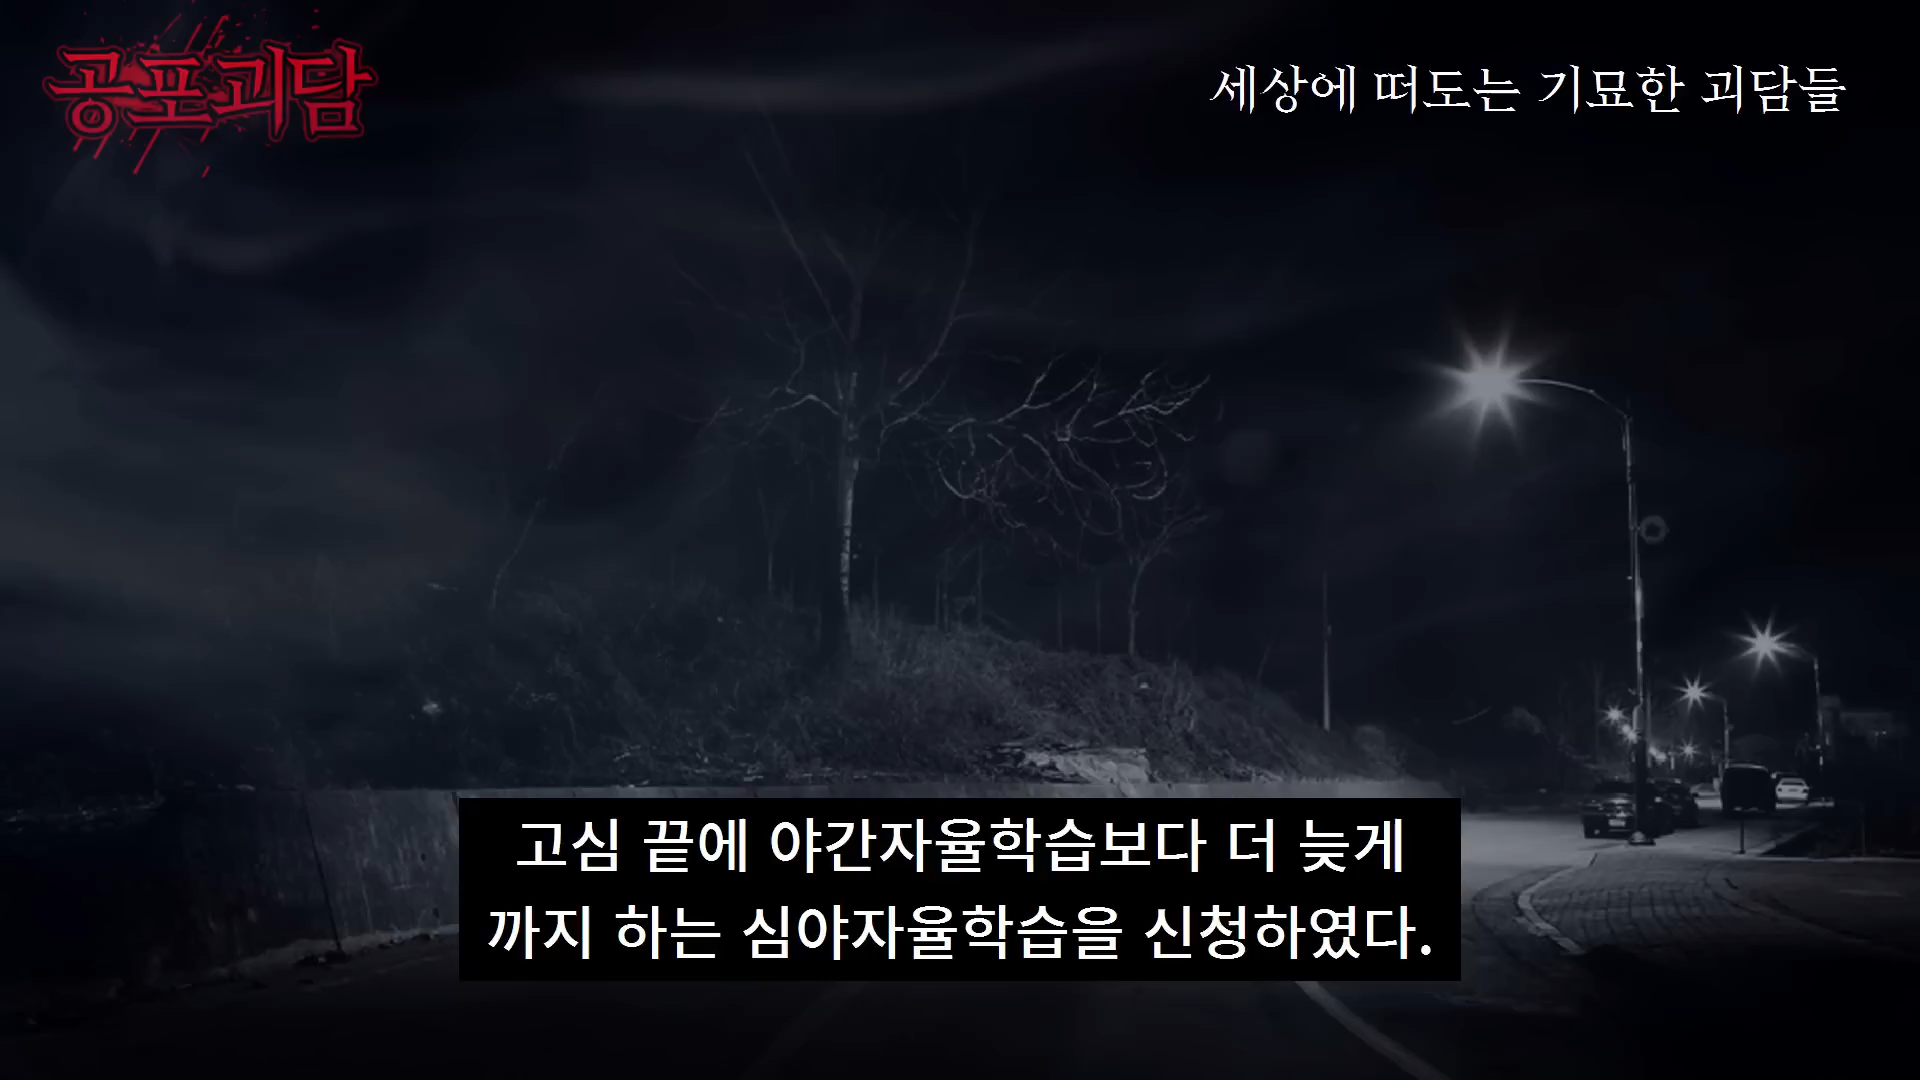 공포괴담
세상에 떠도는 기묘한 괴담들
고심 끝에 야간자율학습보다 더 늦게
까지 하는 심야자율학습을 신청하였다.